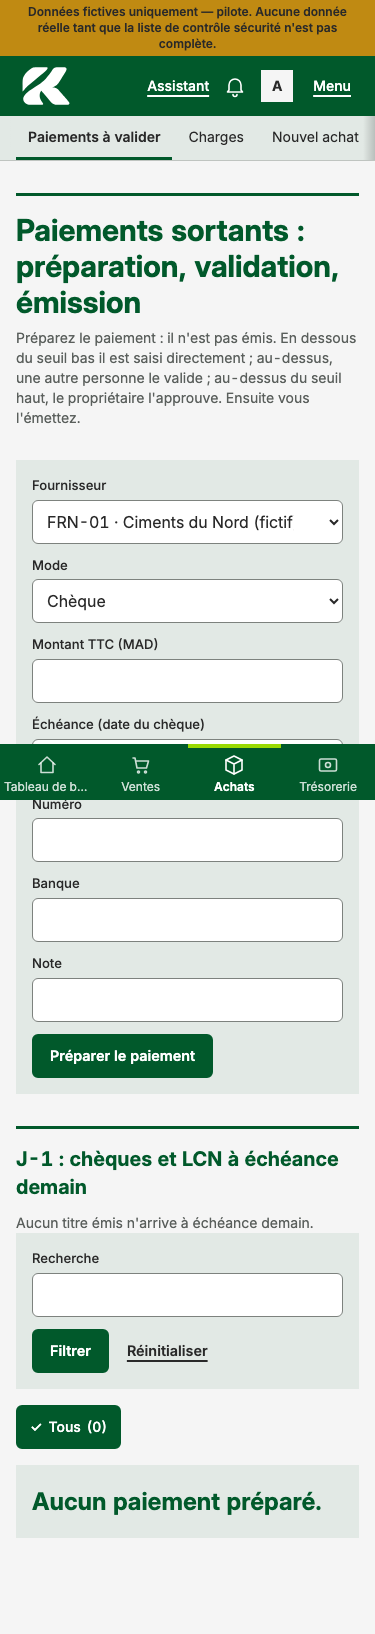 Données fictives uniquement — pilote. Aucune donnée
réelle tant que la liste de contrôle sécurité n'est pas
complète.
Assistant
A
Menu
Paiements à valider
Charges
Nouvel achat
Paiements sortants :
préparation, validation,
émission
Préparez le paiement : il n'est pas émis. En dessous
du seuil bas il est saisi directement ; au-dessus,
une autre personne le valide ; au-dessus du seuil
haut, le propriétaire l'approuve. Ensuite vous
l'émettez.
Fournisseur
FRN-01 · Ciments du Nord (fictif
Mode
Chèque
Montant TTC (MAD)
Échéance (date du chèque)
Tableau de b…
Ventes
Achats
Trésorerie
Numéro
Banque
Note
Préparer le paiement
J-1 : chèques et LCN à échéance
demain
Aucun titre émis n'arrive à échéance demain.
Recherche
Filtrer
Réinitialiser
✓ Tous (0)
Aucun paiement préparé.